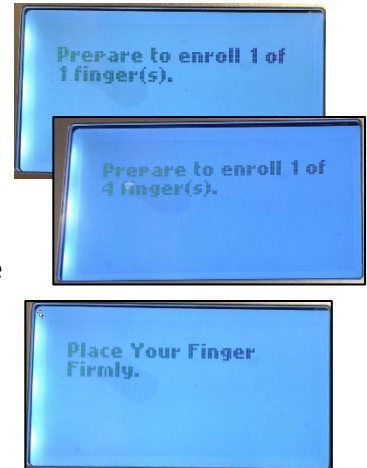 Prepare to enroll 1 of
1 finger(s).
Prepare to enroll 1 of
4 finger(s).
e
Place Your Finger
Firmly.